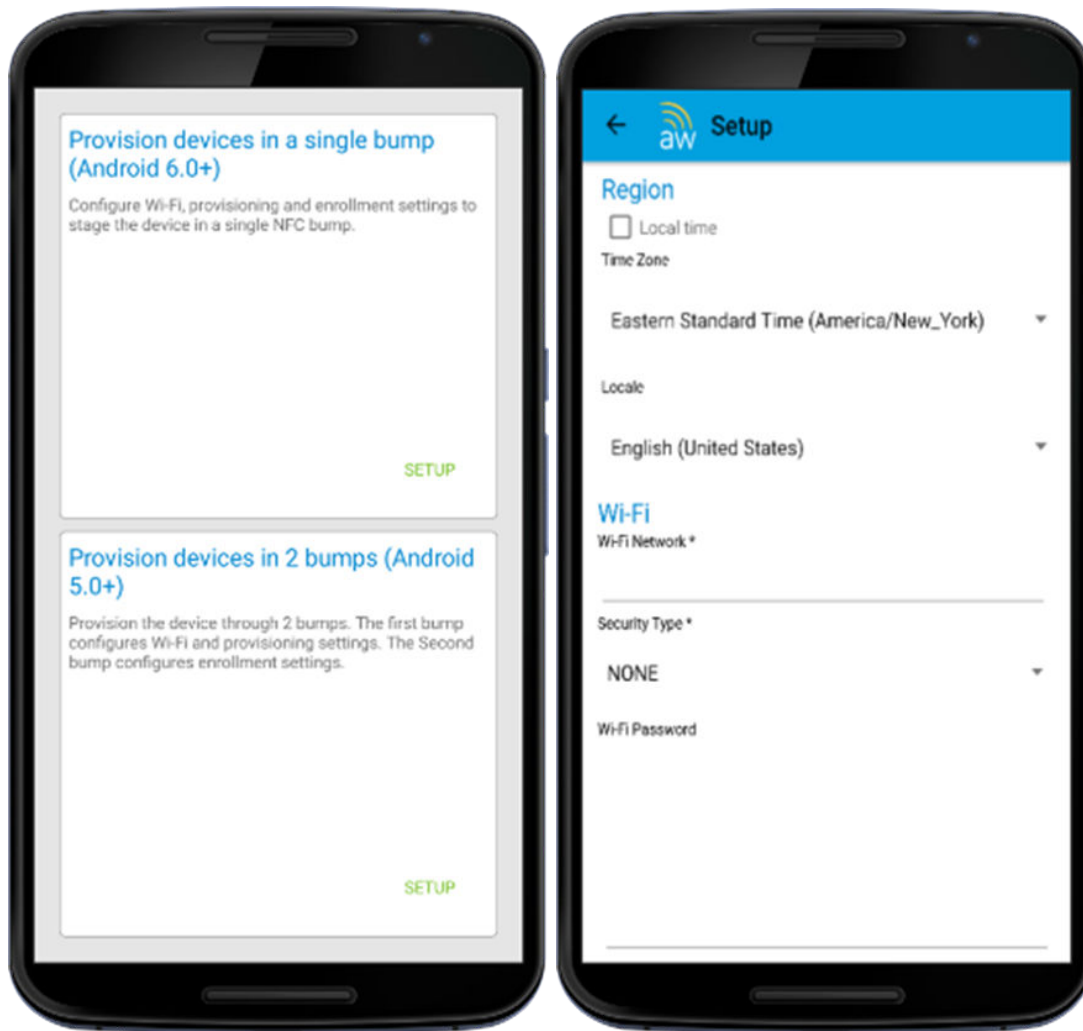 Provision devices in a single bump
(Android 6.0+)
Configure Wi-Fi, provisioning and enrollment settings to
stage the device in a single NFC bump.
SETUP
Provision devices in 2 bumps (Android
5.0+)
Provision the device through 2 bumps. The first bump
configures Wi-Fi and provisioning settings. The Second
bump configures enrollment settings.
SETUP
aw Setup
Region
Local time
Time Zone
Eastern Standard Time (America/New_York)
Locale
English (United States)
Wi-Fi
Wi-Fi Network *
Security Type *
NONE
Wi-Fi Password